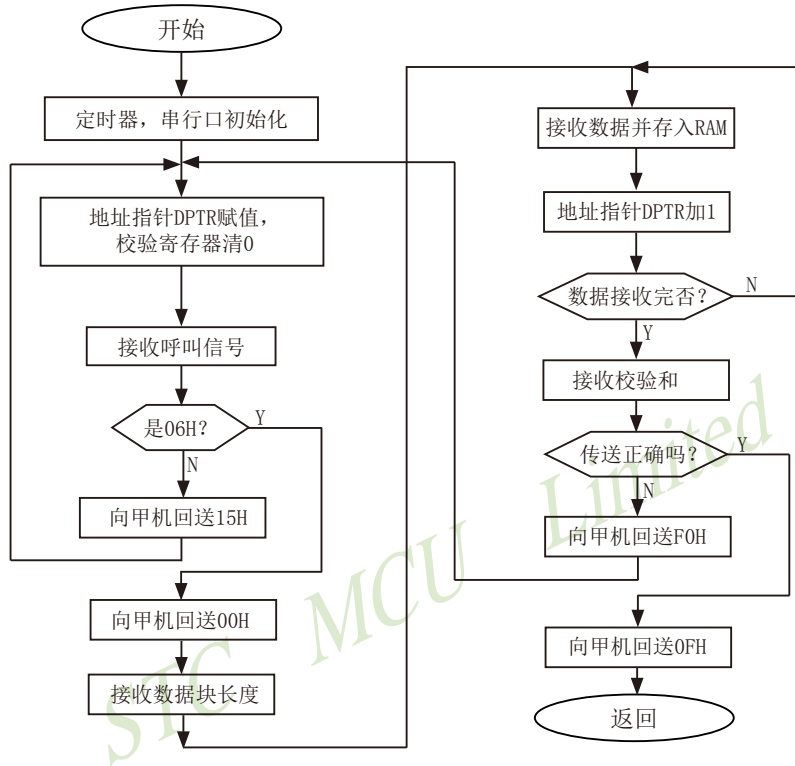 开始
定时器，串行口初始化
地址指针DPTR赋值，
校验寄存器清0
接收呼叫信号
是06H？
Y
N
向甲机回送15H
向甲机回送00H
接收数据块长度
接收数据并存入RAM
地址指针DPTR加1
数据接收完否？
N
Y
接收校验和
传送正确吗？
Y
N
向甲机回送F0H
向甲机回送0FH
返回
STC MCU Limited